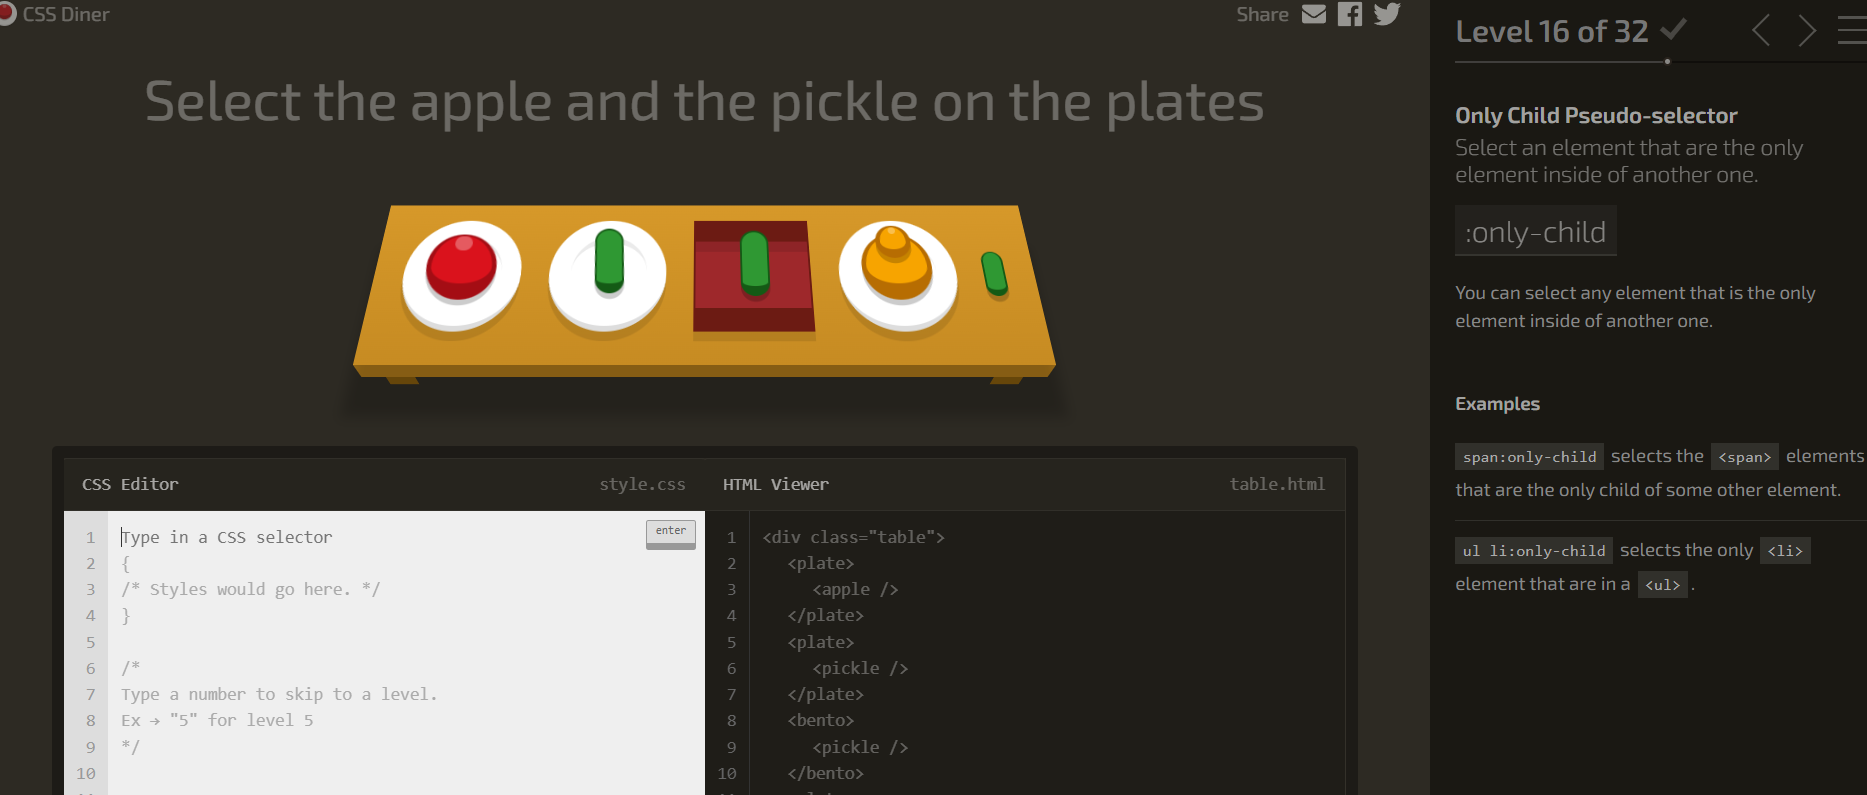 CSS Diner
Share
Select the apple and the pickle on the plates
CSS Editor style.css
1 Type in a CSS selector
enter
2 {
3 /* Styles would go here. */
4 }
5
6 /*
7 Type a number to skip to a level.
8 Ex → "5" for level 5
9 */
10
HTML Viewer table.html
1 <div class="table">
2 <plate>
3 <apple />
4 </plate>
5 <plate>
6 <pickle />
7 </plate>
8 <bento>
9 <pickle />
10 </bento>
Level 16 of 32
Only Child Pseudo-selector
Select an element that are the only
element inside of another one.
:only-child
You can select any element that is the only
element inside of another one.
Examples
span:only-child selects the <span> elements
that are the only child of some other element.
ul li:only-child selects the only <li>
element that are in a <ul> .